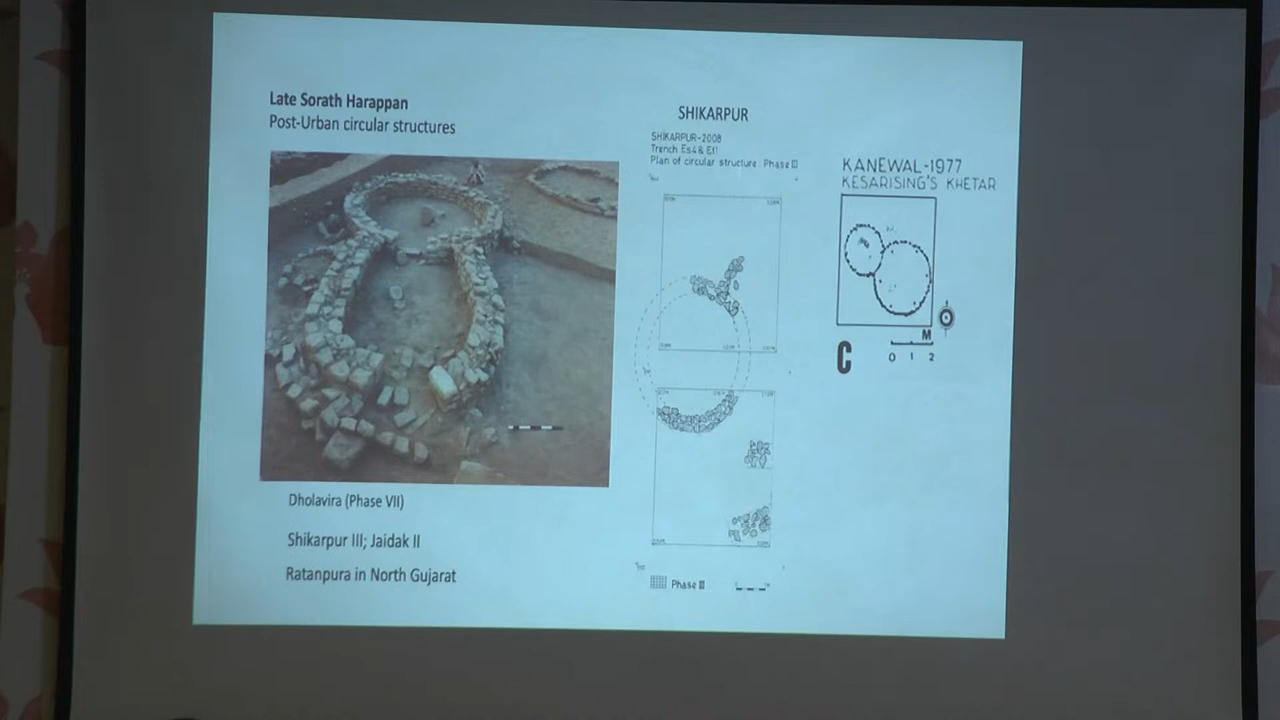 Late Sorath Harappan
Post-Urban circular structures
Dholavira (Phase VII)
Shikarpur III; Jaidak II
Ratanpura in North Gujarat
SHIKARPUR
SHIKARPUR-2008
Trench Es4 & Ef1
Plan of circular structure: Phase III
Phase III
KANEWAL-1977
KESARISING'S KHETAR
M
C
0 1 2